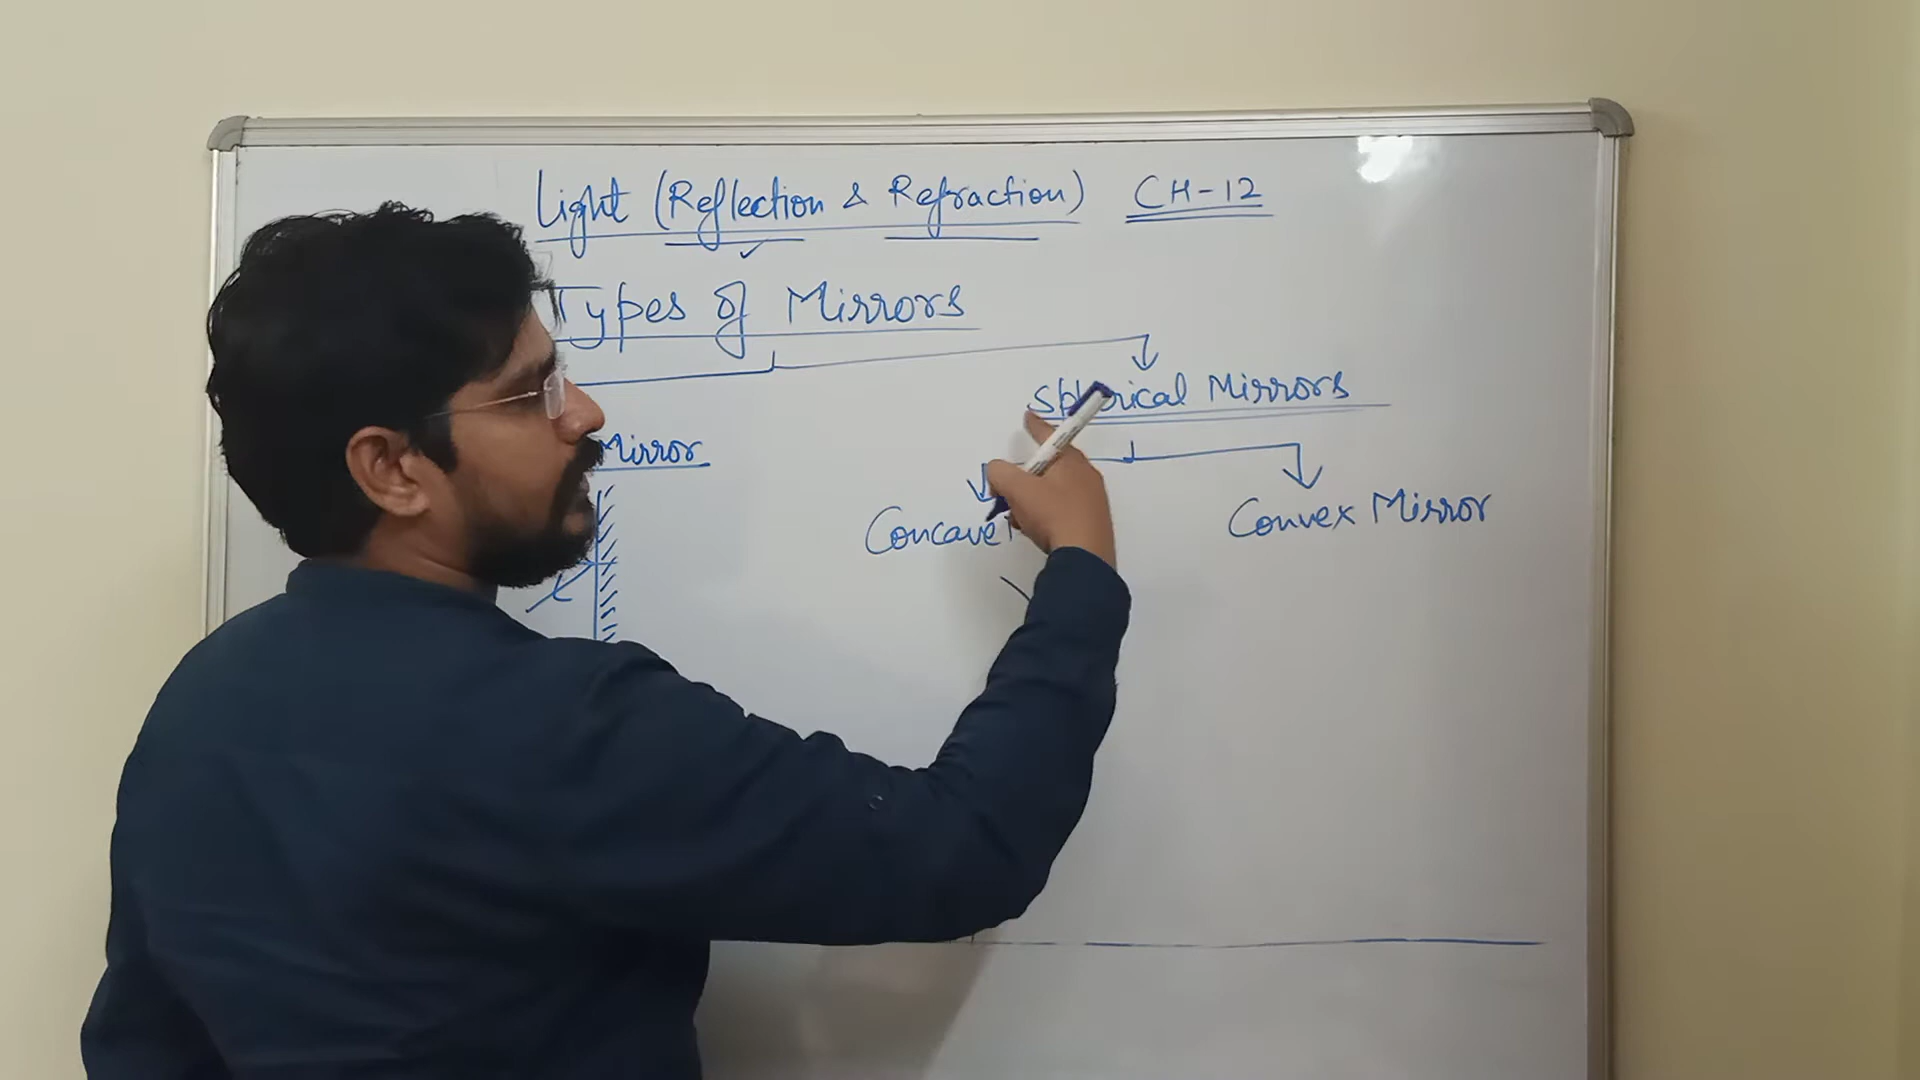 Light (Reflection & Refraction) CH-12
Types of Mirrors
Spherical Mirrors
Mirror
Concave
Convex Mirror